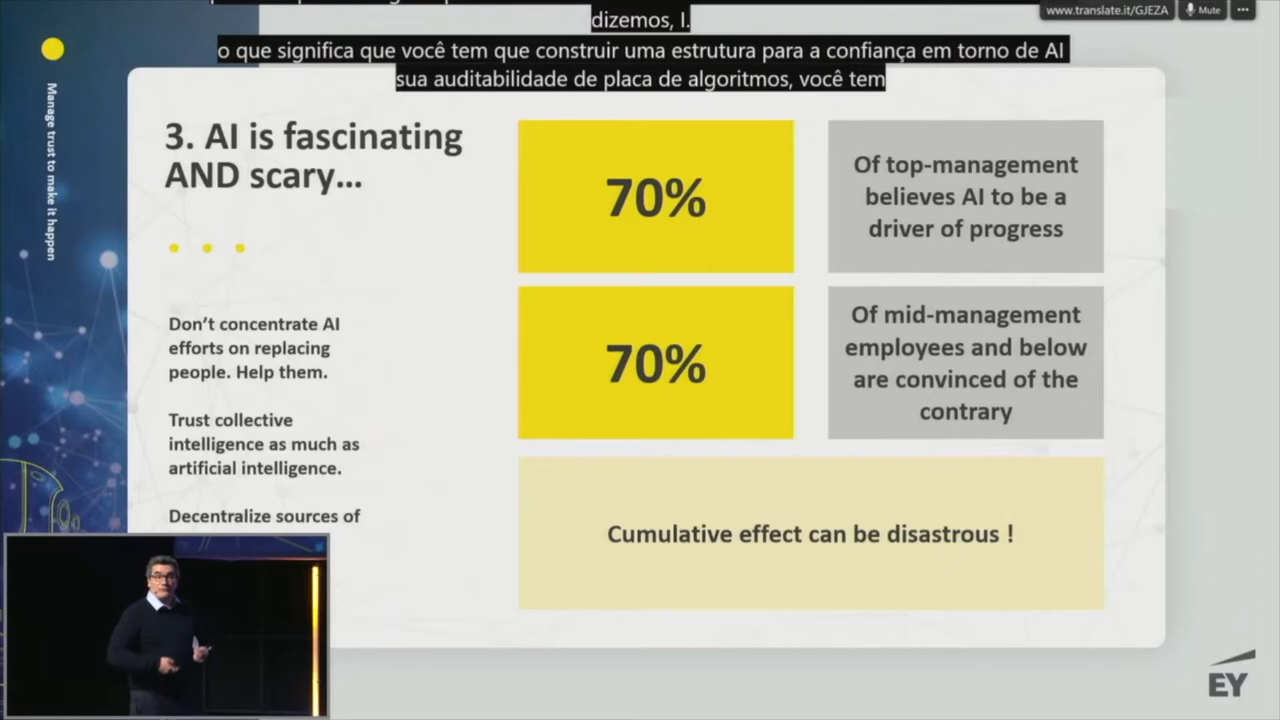 dizemos, I.
o que significa que você tem que construir uma estrutura para a confiança em torno de AI
sua auditabilidade de placa de algoritmos, você tem
www.translate.it/GJEZA
Mute
Manage trust to make it happen
3. AI is fascinating
AND scary...
Don't concentrate AI
efforts on replacing
people. Help them.
Trust collective
intelligence as much as
artificial intelligence.
Decentralize sources of
70%
Of top-management
believes AI to be a
driver of progress
70%
Of mid-management
employees and below
are convinced of the
contrary
Cumulative effect can be disastrous !
EY